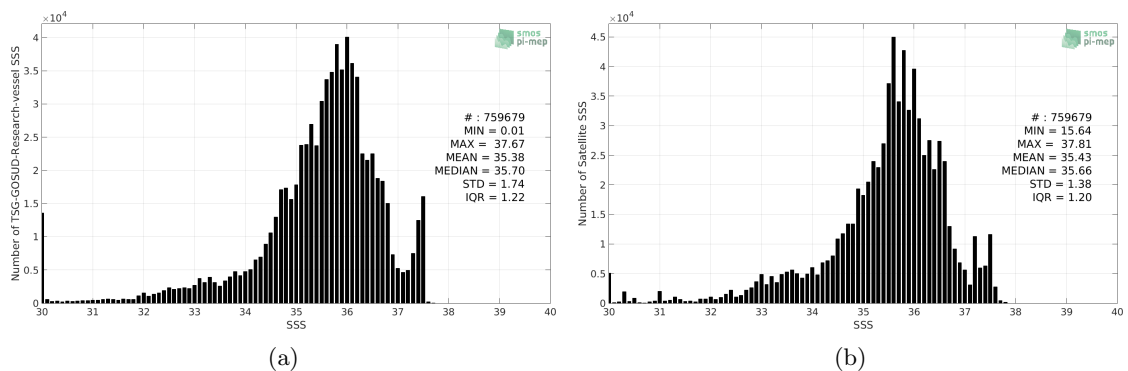 ×10⁴
4
3.5
3
2.5
2
1.5
1
0.5
0
Number of TSG-GOSUD-Research-vessel SSS
smos
pi-mep
# : 759679
MIN = 0.01
MAX = 37.67
MEAN = 35.38
MEDIAN = 35.70
STD = 1.74
IQR = 1.22
30 31 32 33 34 35 36 37 38 39 40
SSS
(a)
×10⁴
4.5
4
3.5
3
2.5
2
1.5
1
0.5
0
Number of Satellite SSS
smos
pi-mep
# : 759679
MIN = 15.64
MAX = 37.81
MEAN = 35.43
MEDIAN = 35.66
STD = 1.38
IQR = 1.20
30 31 32 33 34 35 36 37 38 39 40
SSS
(b)